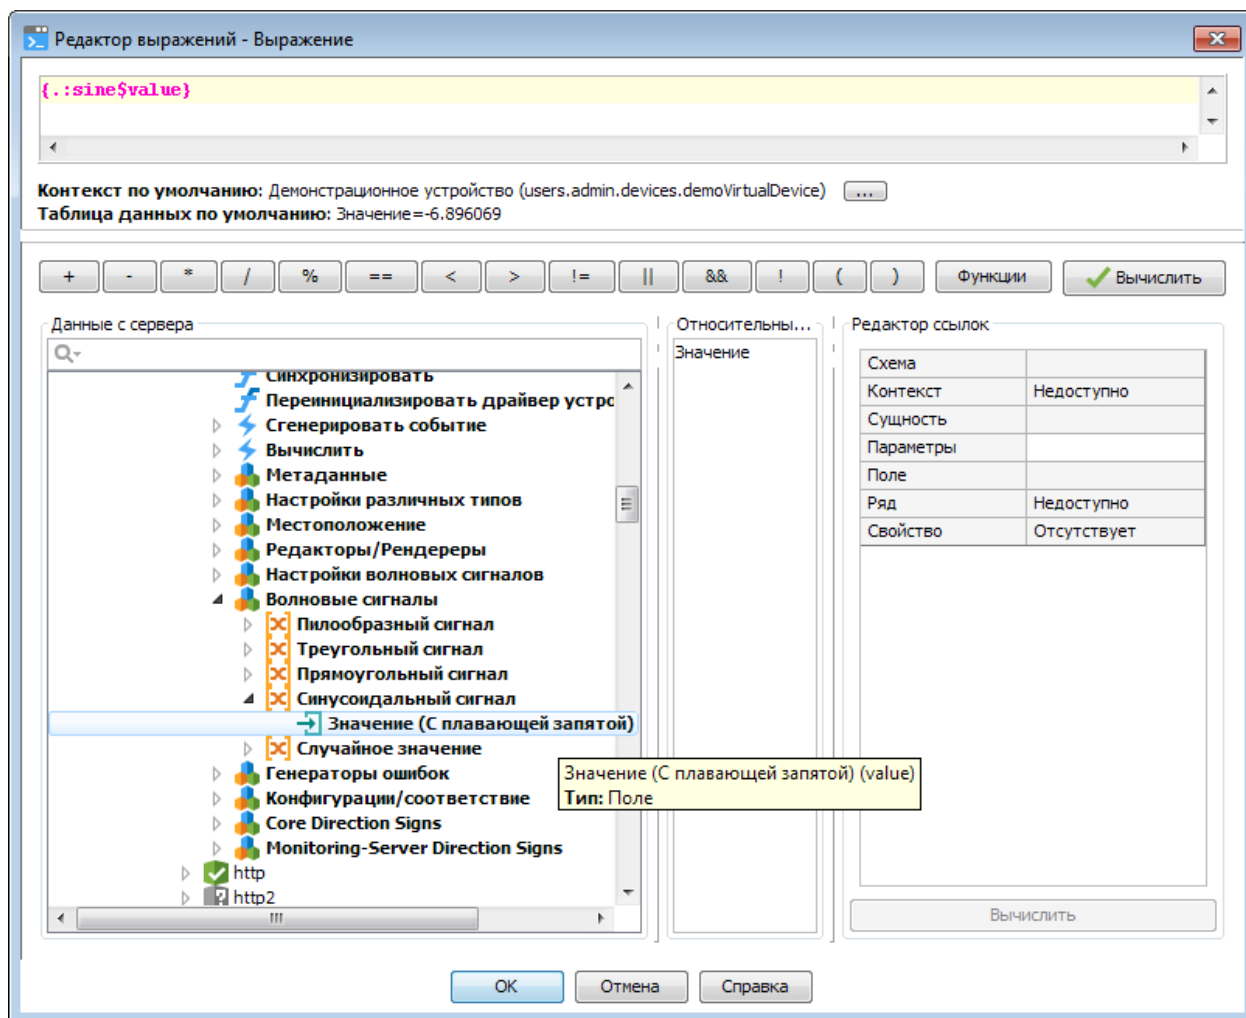 Редактор выражений - Выражение
{.:sine$value}
Контекст по умолчанию: Демонстрационное устройство (users.admin.devices.demoVirtualDevice) ...
Таблица данных по умолчанию: Значение=-6.896069
+ - * / % == < > != || && ! ( ) Функции Вычислить
Данные с сервера
Синхронизировать
Переинициализировать драйвер устро
Сгенерировать событие
Вычислить
Метаданные
Настройки различных типов
Местоположение
Редакторы/Рендереры
Настройки волновых сигналов
Волновые сигналы
Пилообразный сигнал
Треугольный сигнал
Прямоугольный сигнал
Синусоидальный сигнал
Значение (С плавающей запятой)
Случайное значение
Генераторы ошибок
Конфигурации/соответствие
Core Direction Signs
Monitoring-Server Direction Signs
http
http2
Значение (С плавающей запятой) (value)
Тип: Поле
Относительны...
Значение
Редактор ссылок
Схема
Контекст Недоступно
Сущность
Параметры
Поле
Ряд Недоступно
Свойство Отсутствует
Вычислить
OK Отмена Справка